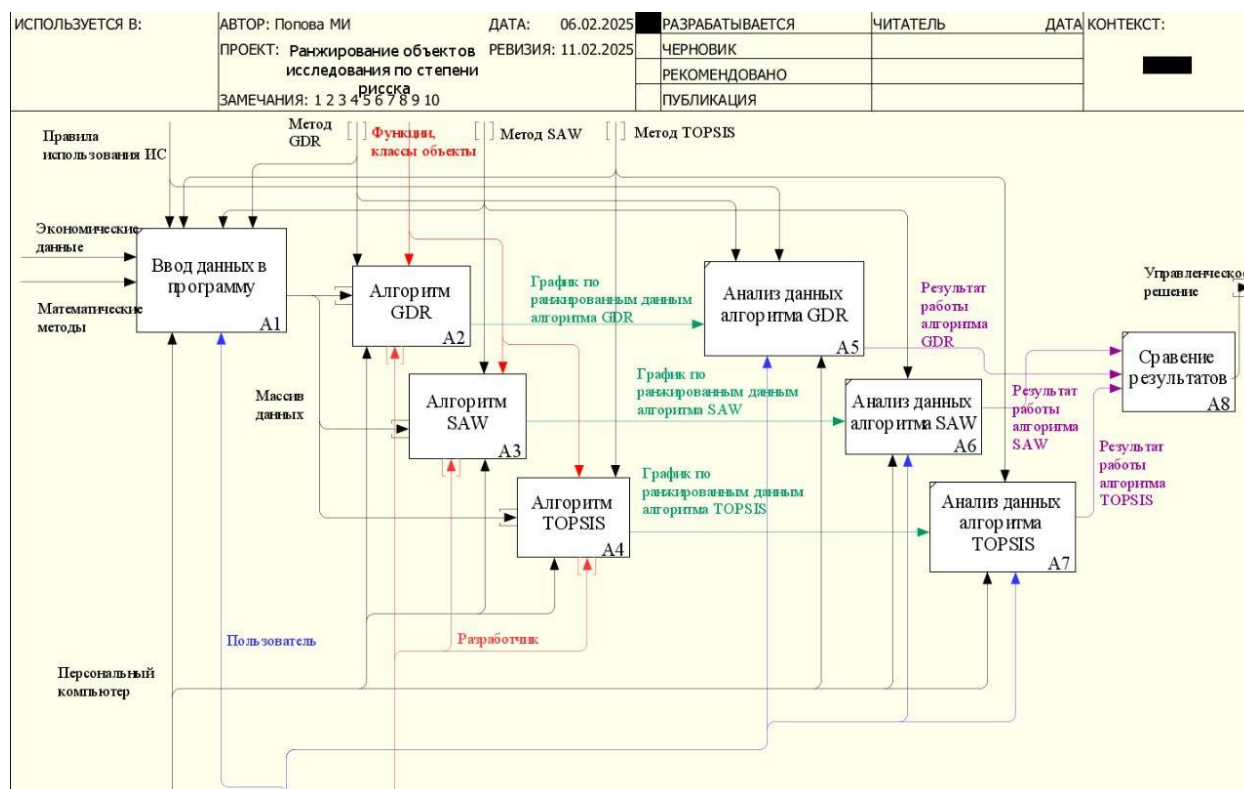 ИСПОЛЬЗУЕТСЯ В:
АВТОР: Попова МИ
ДАТА: 06.02.2025
РАЗРАБАТЫВАЕТСЯ
ЧИТАТЕЛЬ
ДАТА
КОНТЕКСТ:
ПРОЕКТ: Ранжирование объектов
исследования по степени
рисска
РЕВИЗИЯ: 11.02.2025
ЧЕРНОВИК
РЕКОМЕНДОВАНО
ЗАМЕЧАНИЯ: 1 2 3 4 5 6 7 8 9 10
ПУБЛИКАЦИЯ
Правила
использования ИС
Метод
GDR
Функции,
классы объекты
Метод SAW
Метод TOPSIS
Экономические
данные
Математические
методы
Ввод данных в
программу
A1
Алгоритм
GDR
A2
График по
ранжированным данным
алгоритма GDR
Анализ данных
алгоритма GDR
A5
Результат
работы
алгоритма
GDR
Управленческое
решение
Сравение
результатов
A8
Массив
данных
Алгоритм
SAW
A3
График по
ранжированным данным
алгоритма SAW
Анализ данных
алгоритма SAW
A6
Результат
работы
алгоритма
SAW
Алгоритм
TOPSIS
A4
График по
ранжированным данным
алгоритма TOPSIS
Анализ данных
алгоритма
TOPSIS
A7
Результат
работы
алгоритма
TOPSIS
Пользователь
Разработчик
Персональный
компьютер